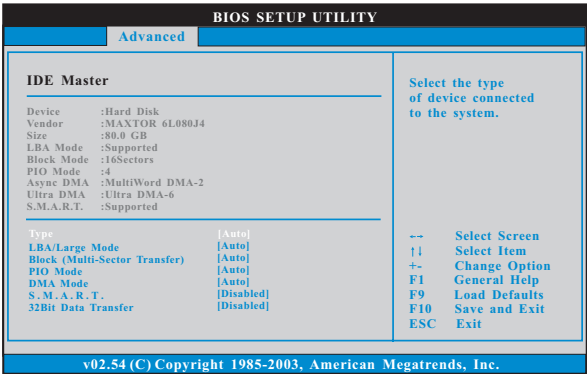 BIOS SETUP UTILITY
Advanced
IDE Master
Device :Hard Disk
Vendor :MAXTOR 6L080J4
Size :80.0 GB
LBA Mode :Supported
Block Mode :16Sectors
PIO Mode :4
Async DMA :MultiWord DMA-2
Ultra DMA :Ultra DMA-6
S.M.A.R.T. :Supported
Type [Auto]
LBA/Large Mode [Auto]
Block (Multi-Sector Transfer) [Auto]
PIO Mode [Auto]
DMA Mode [Auto]
S.M.A.R.T. [Disabled]
32Bit Data Transfer [Disabled]
Select the type
of device connected
to the system.
←→ Select Screen
↑↓ Select Item
+- Change Option
F1 General Help
F9 Load Defaults
F10 Save and Exit
ESC Exit
v02.54 (C) Copyright 1985-2003, American Megatrends, Inc.